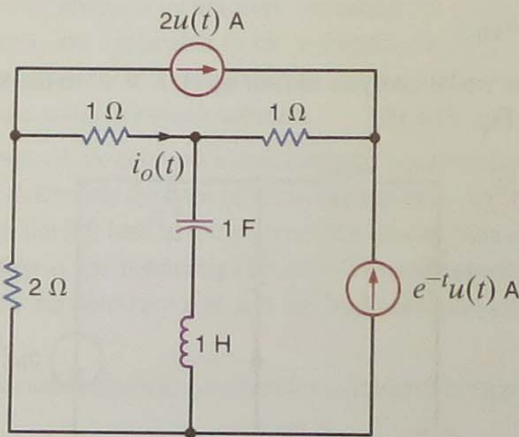 2u(t) A
1 Ω 1 Ω
i_o(t)
1 F
2 Ω e^{-t}u(t) A
1 H